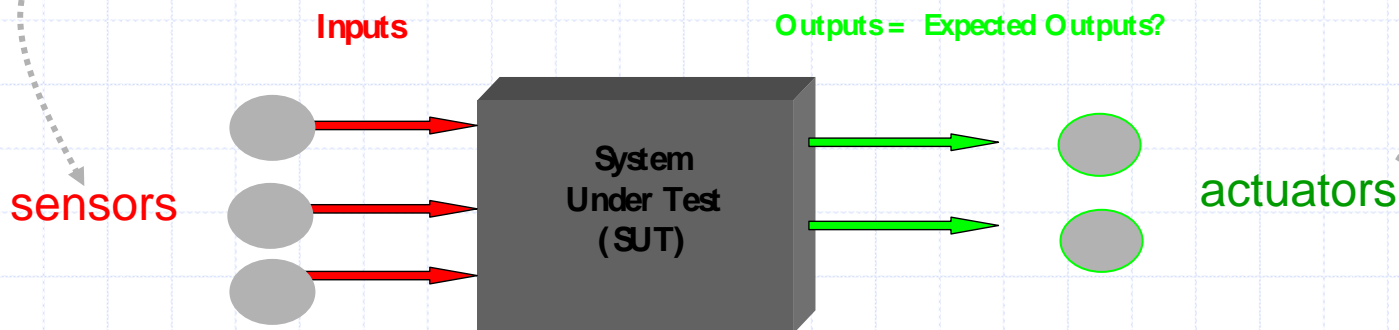 Inputs
Outputs = Expected Outputs?
System
Under Test
(SUT)
sensors
actuators